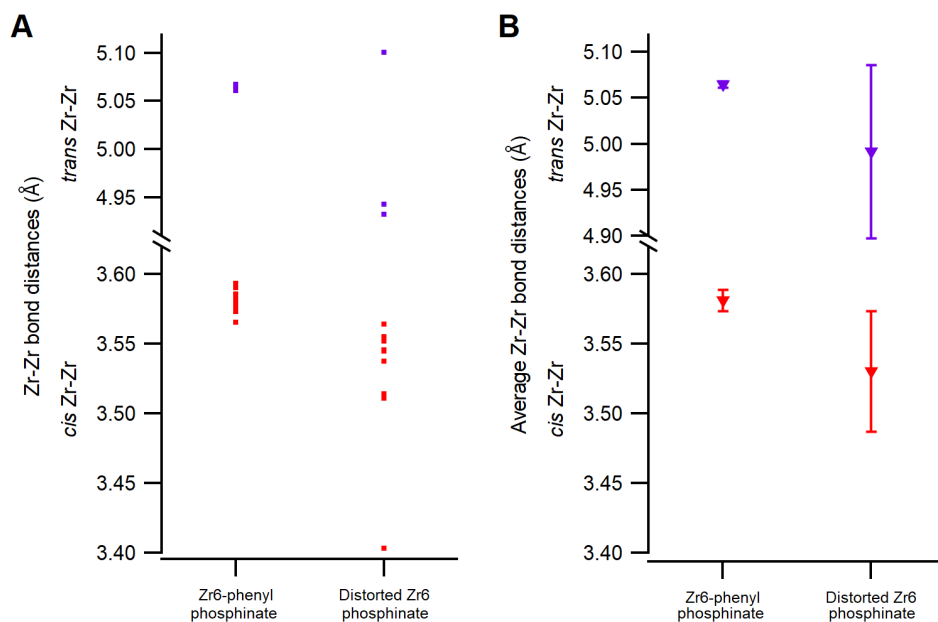 A
Zr-Zr bond distances (Å)
trans Zr-Zr
cis Zr-Zr
5.10
5.05
5.00
4.95
3.60
3.55
3.50
3.45
3.40
Zr6-phenyl
phosphinate
Distorted Zr6
phosphinate
B
Average Zr-Zr bond distances (Å)
trans Zr-Zr
cis Zr-Zr
5.10
5.05
5.00
4.95
4.90
3.60
3.55
3.50
3.45
3.40
Zr6-phenyl
phosphinate
Distorted Zr6
phosphinate